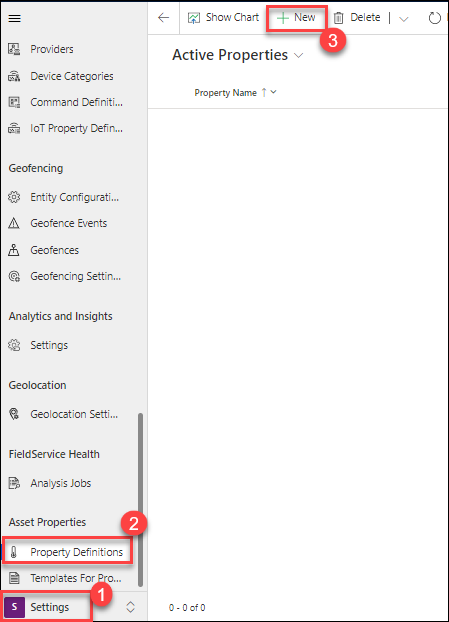 Show Chart
New
Delete
3
Active Properties
Property Name
Providers
Device Categories
Command Definiti...
IoT Property Defin...
Geofencing
Entity Configurati...
Geofence Events
Geofences
Geofencing Settin...
Analytics and Insights
Settings
Geolocation
Geolocation Setti...
FieldService Health
Analysis Jobs
Asset Properties
2
Property Definitions
Templates For Pro...
1
S Settings
0 - 0 of 0